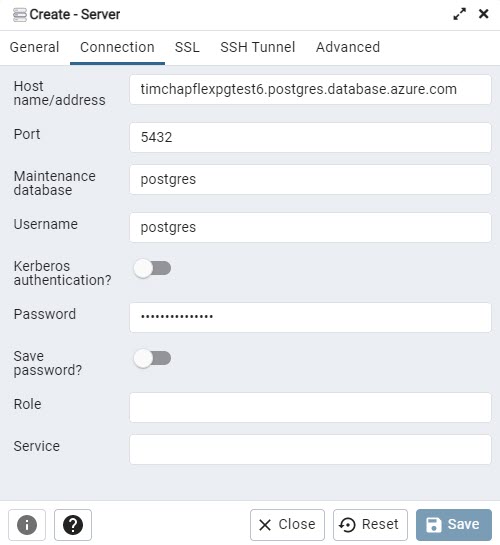 Create - Server
General Connection SSL SSH Tunnel Advanced
Host
name/address
timchapflexpgtest6.postgres.database.azure.com
Port
5432
Maintenance
database
postgres
Username
postgres
Kerberos
authentication?
Password
•••••••••••••••
Save
password?
Role
Service
i ? Close Reset Save